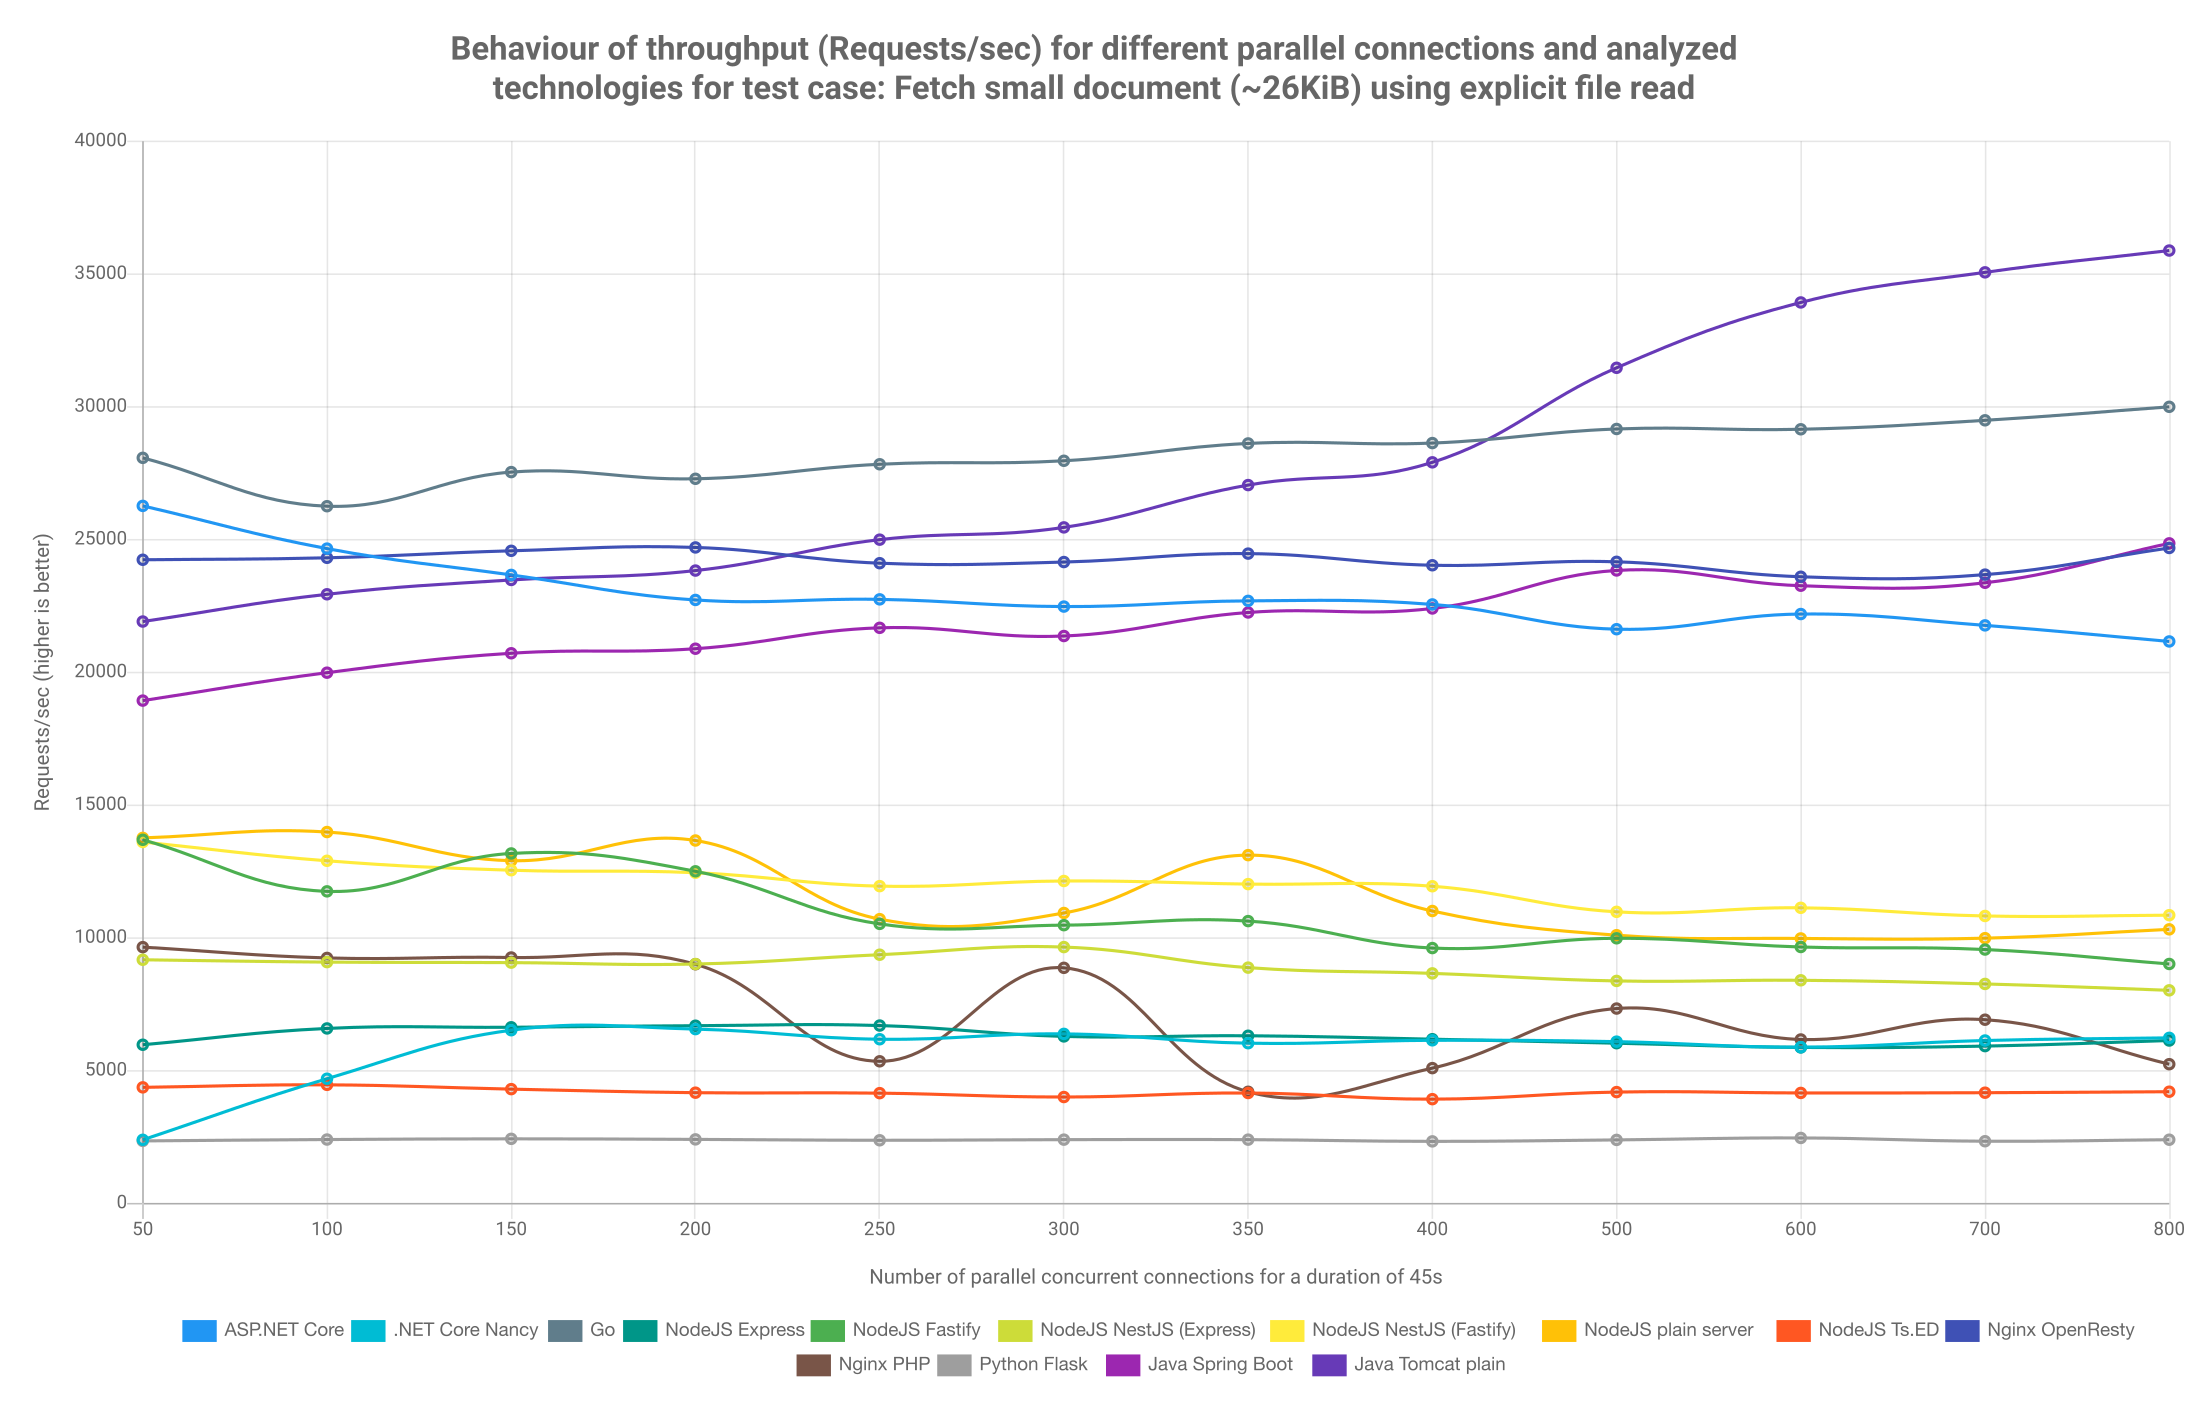 Behaviour of throughput (Requests/sec) for different parallel connections and analyzed
technologies for test case: Fetch small document (~26KiB) using explicit file read
40000
35000
30000
25000
20000
15000
10000
5000
0
Requests/sec (higher is better)
50 100 150 200 250 300 350 400 500 600 700 800
Number of parallel concurrent connections for a duration of 45s
ASP.NET Core .NET Core Nancy Go NodeJS Express NodeJS Fastify NodeJS NestJS (Express) NodeJS NestJS (Fastify) NodeJS plain server NodeJS Ts.ED Nginx OpenResty
Nginx PHP Python Flask Java Spring Boot Java Tomcat plain